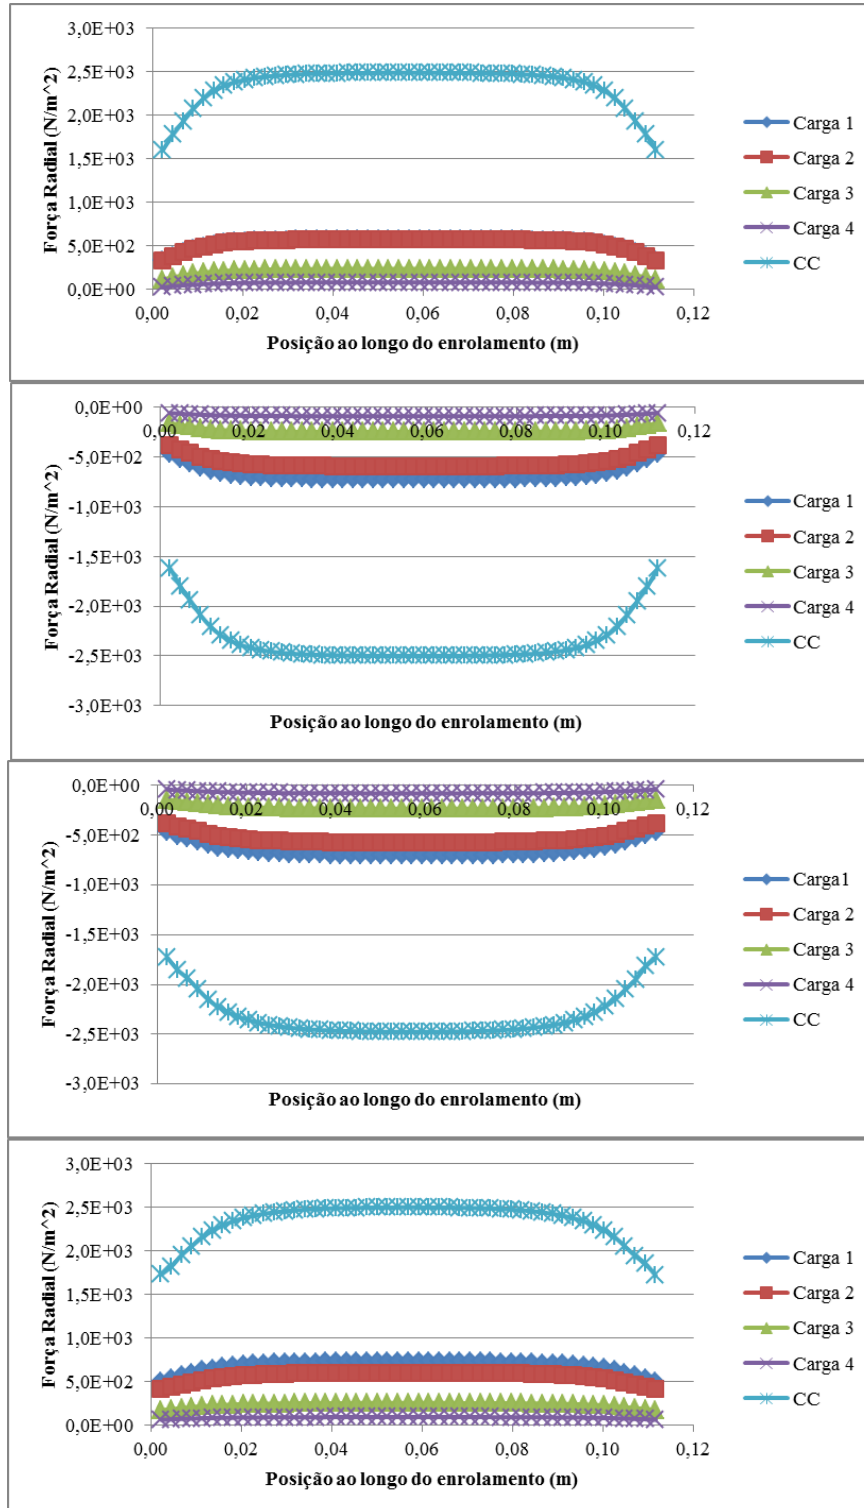 3,0E+03
2,5E+03
2,0E+03
1,5E+03
1,0E+03
5,0E+02
0,0E+00
Força Radial (N/m^2)
0,00 0,02 0,04 0,06 0,08 0,10 0,12
Posição ao longo do enrolamento (m)
Carga 1
Carga 2
Carga 3
Carga 4
CC
0,0E+00
-5,0E+02
-1,0E+03
-1,5E+03
-2,0E+03
-2,5E+03
-3,0E+03
Força Radial (N/m^2)
0,00 0,02 0,04 0,06 0,08 0,10 0,12
Posição ao longo do enrolamento (m)
Carga 1
Carga 2
Carga 3
Carga 4
CC
0,0E+00
-5,0E+02
-1,0E+03
-1,5E+03
-2,0E+03
-2,5E+03
-3,0E+03
Força Radial (N/m^2)
0,00 0,02 0,04 0,06 0,08 0,10 0,12
Posição ao longo do enrolamento (m)
Carga1
Carga 2
Carga 3
Carga 4
CC
3,0E+03
2,5E+03
2,0E+03
1,5E+03
1,0E+03
5,0E+02
0,0E+00
Força Radial (N/m^2)
0,00 0,02 0,04 0,06 0,08 0,10 0,12
Posição ao longo do enrolamento (m)
Carga 1
Carga 2
Carga 3
Carga 4
CC